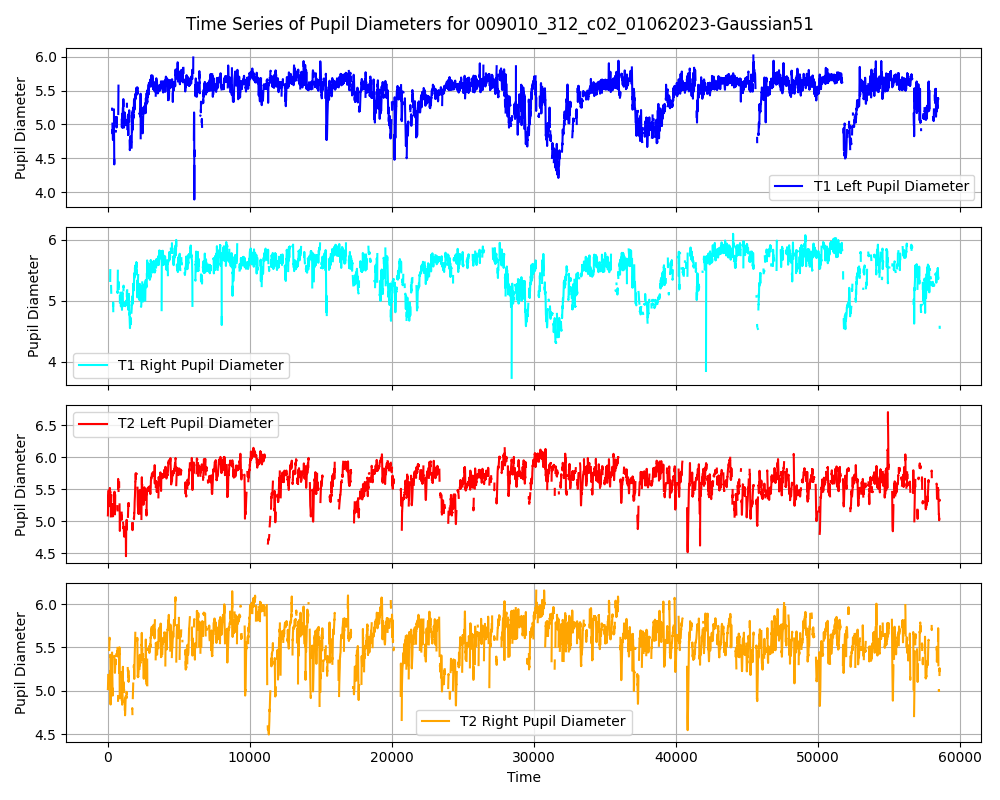 Time Series of Pupil Diameters for 009010_312_c02_01062023-Gaussian51
Pupil Diameter
6.0
5.5
5.0
4.5
4.0
T1 Left Pupil Diameter
Pupil Diameter
6
5
4
T1 Right Pupil Diameter
Pupil Diameter
6.5
6.0
5.5
5.0
4.5
T2 Left Pupil Diameter
Pupil Diameter
6.0
5.5
5.0
4.5
T2 Right Pupil Diameter
0 10000 20000 30000 40000 50000 60000
Time